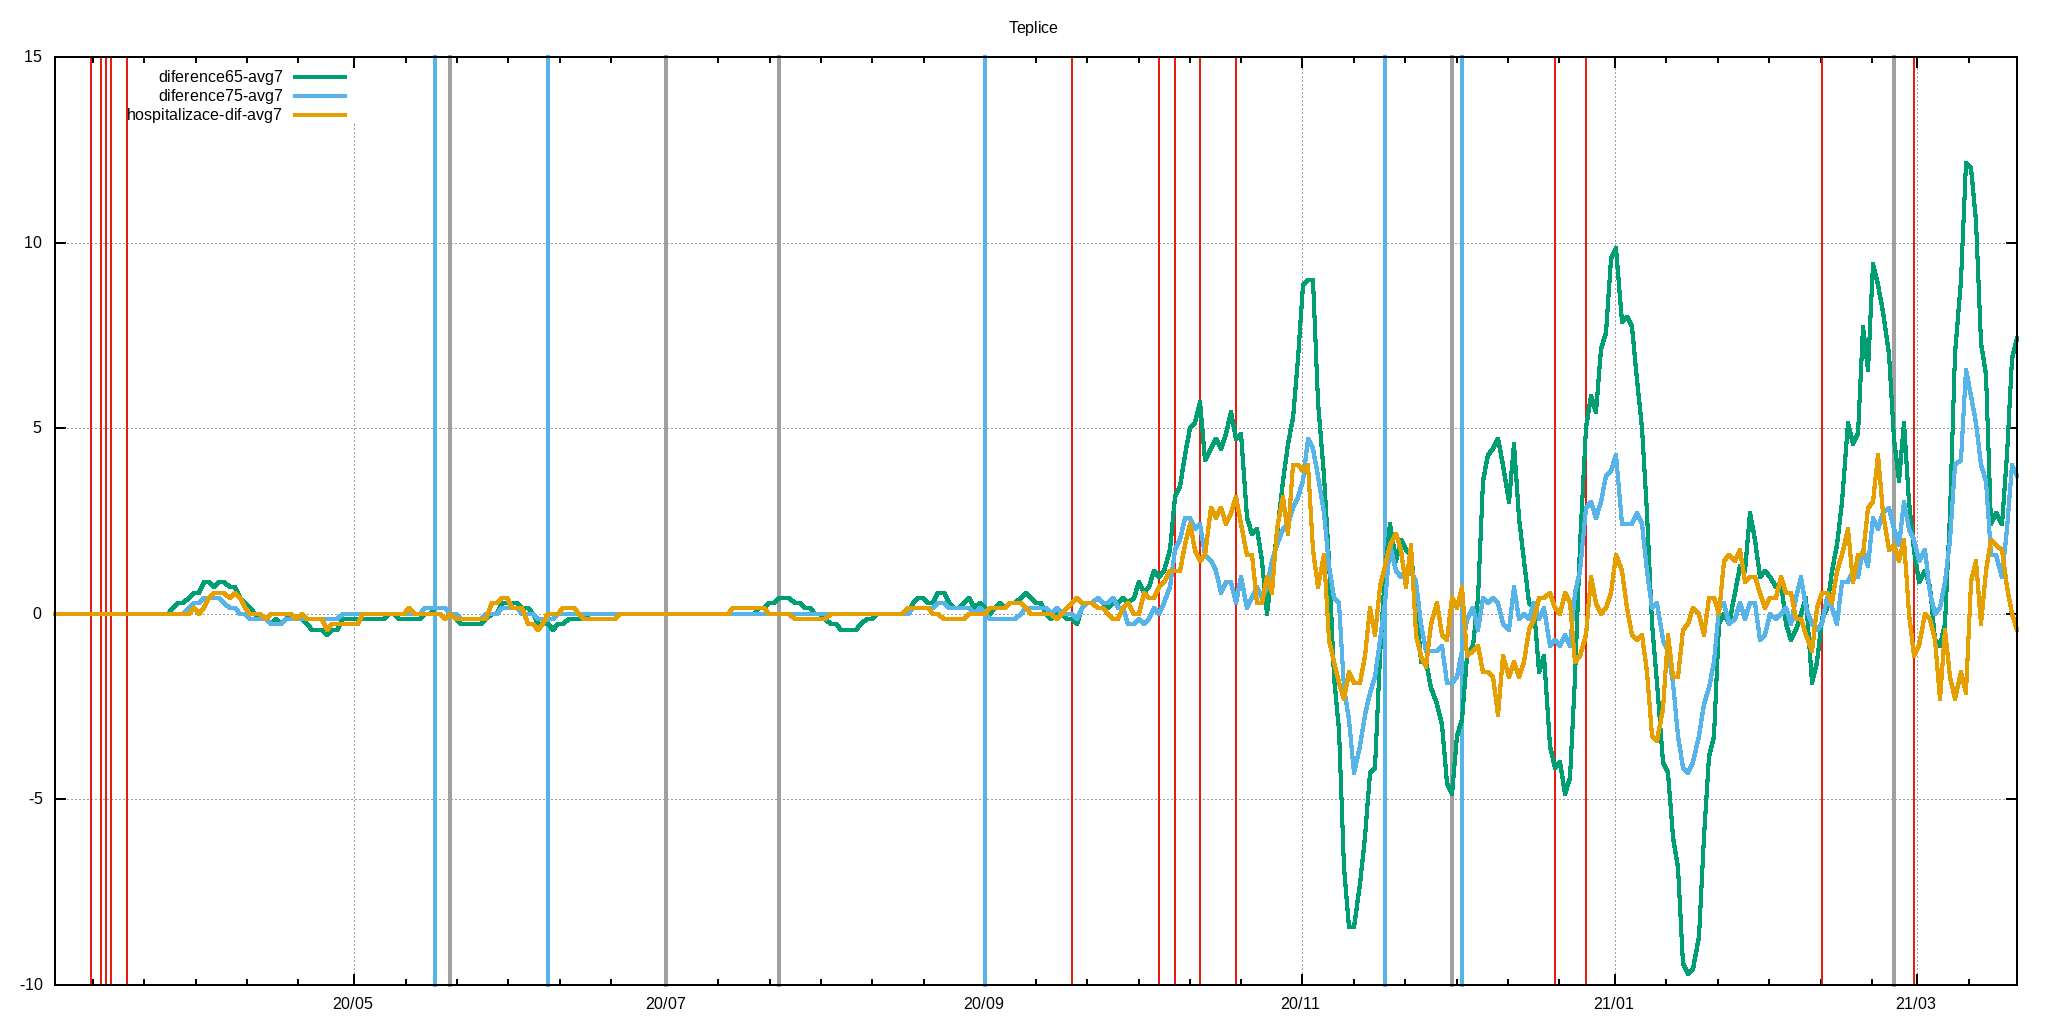 Teplice
15
diference65-avg7
diference75-avg7
hospitalizace-dif-avg7
10
5
0
-5
-10
20/05 20/07 20/09 20/11 21/01 21/03